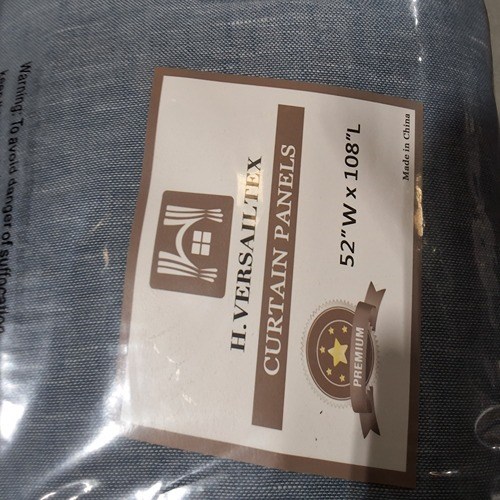 H.VERSAILTEX
CURTAIN PANELS
52"W x 108"L
PREMIUM
Made in China
Warning: To avoid danger of suffocation